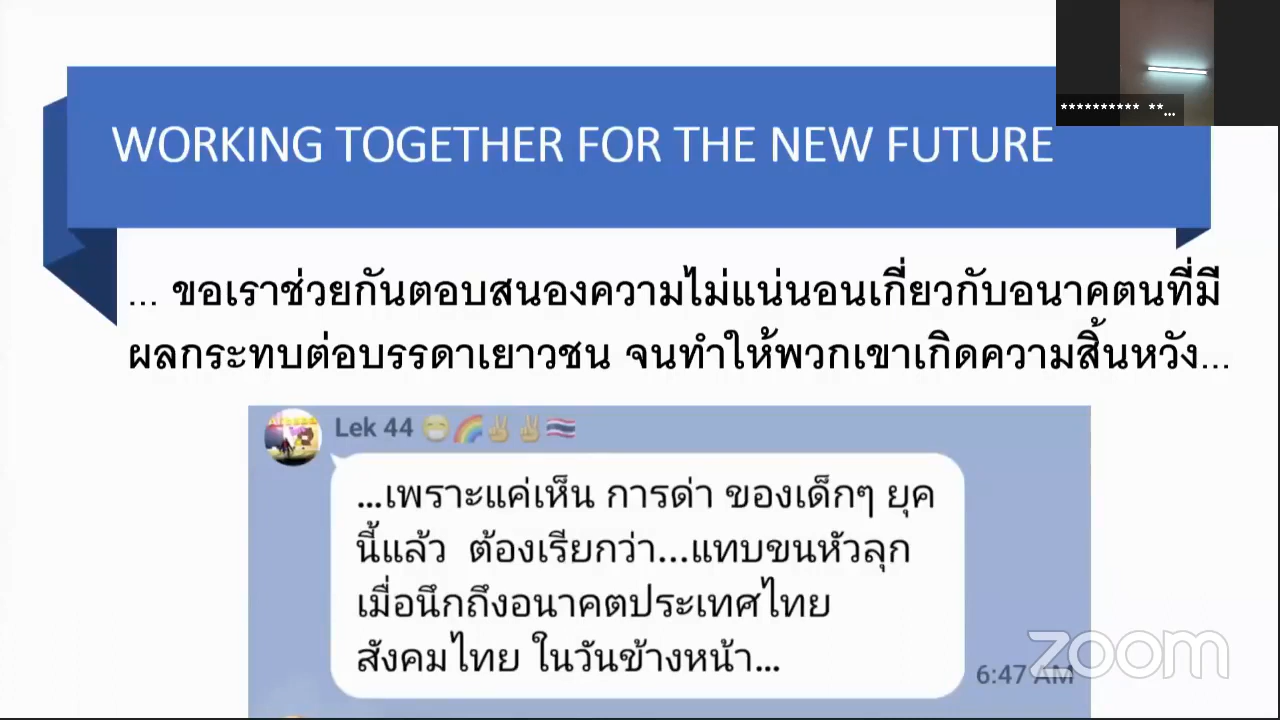 ********** **...
WORKING TOGETHER FOR THE NEW FUTURE
... ขอเราช่วยกันตอบสนองความไม่แน่นอนเกี่ยวกับอนาคตนที่มี
ผลกระทบต่อบรรดาเยาวชน จนทำให้พวกเขาเกิดความสิ้นหวัง...
Lek 44 😁🌈✌️✌️🇹🇭
...เพราะแค่เห็น การด่า ของเด็กๆ ยุค
นี้แล้ว ต้องเรียกว่า...แทบขนหัวลุก
เมื่อนึกถึงอนาคตประเทศไทย
สังคมไทย ในวันข้างหน้า...
6:47 AM
zoom